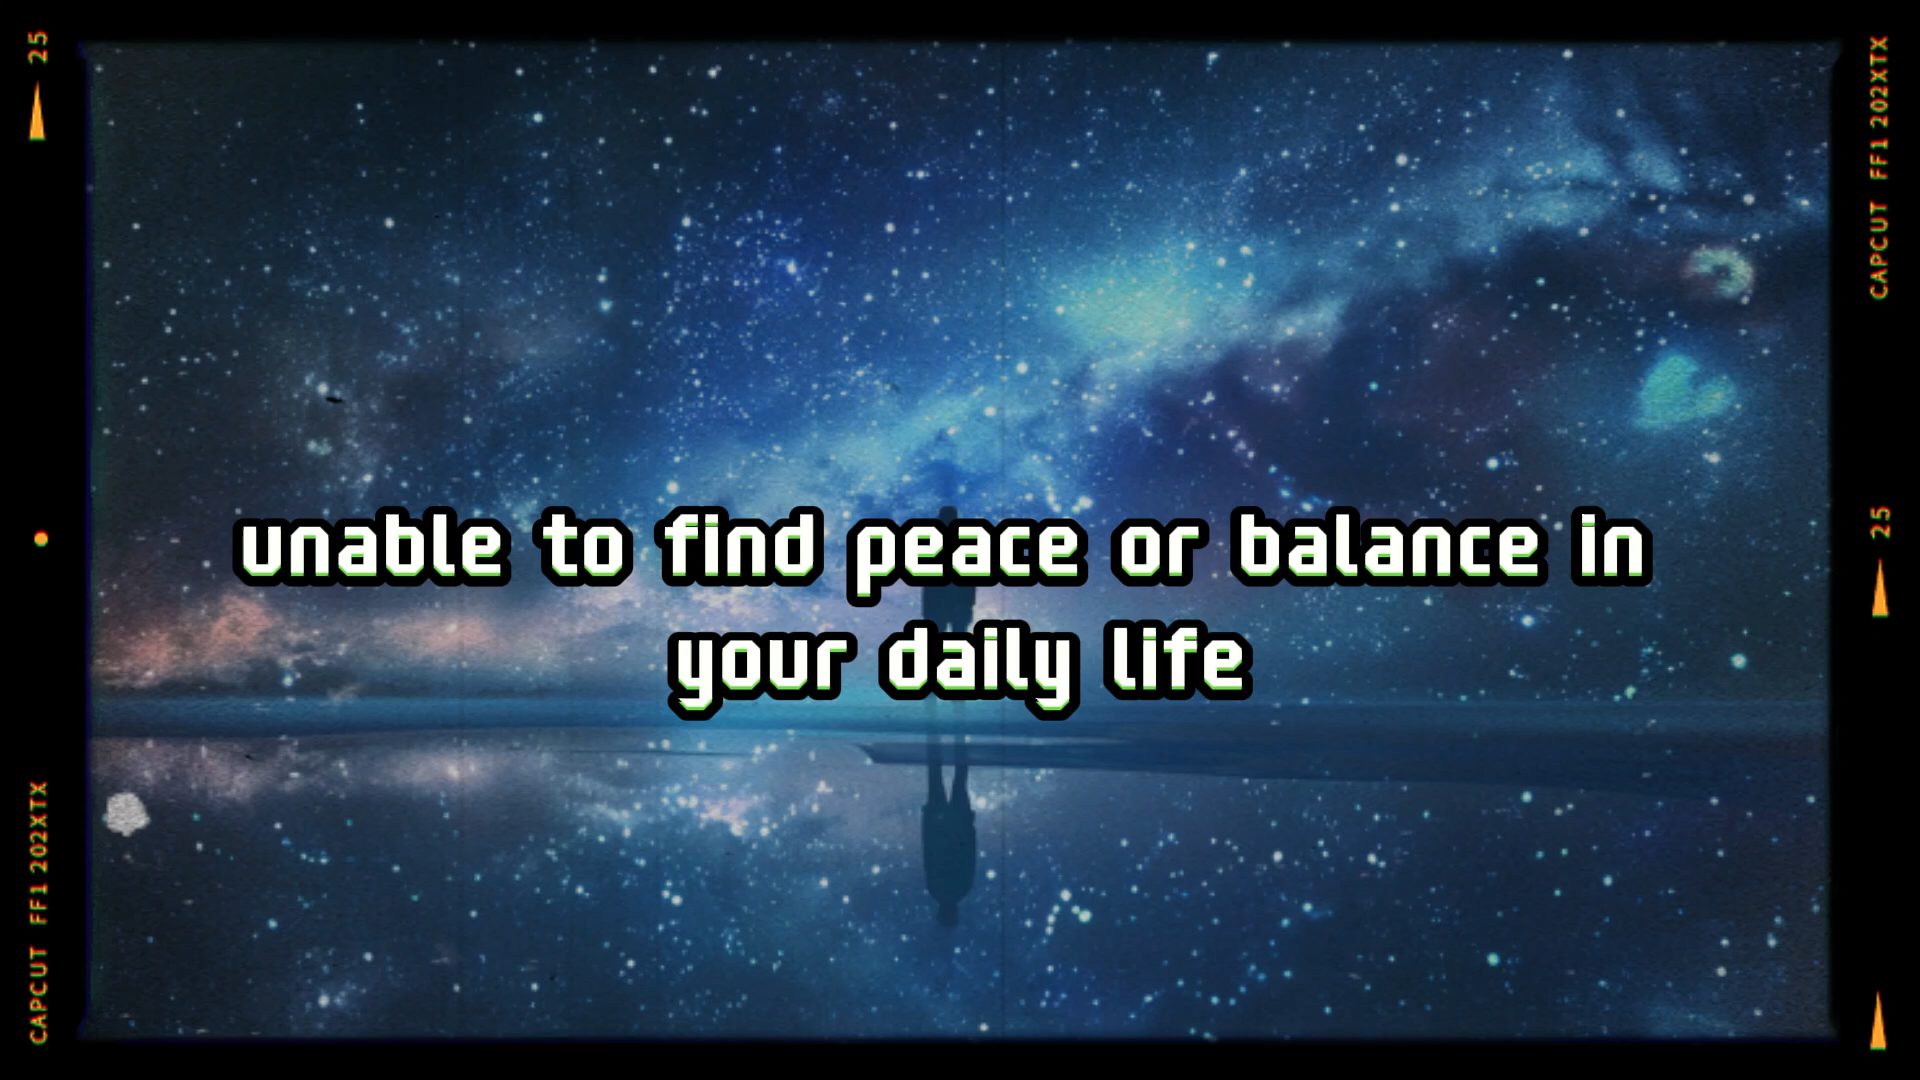 25
CAPCUT FF1 202XTX
unable to find peace or balance in
your daily life
CAPCUT FF1 202XTX
25